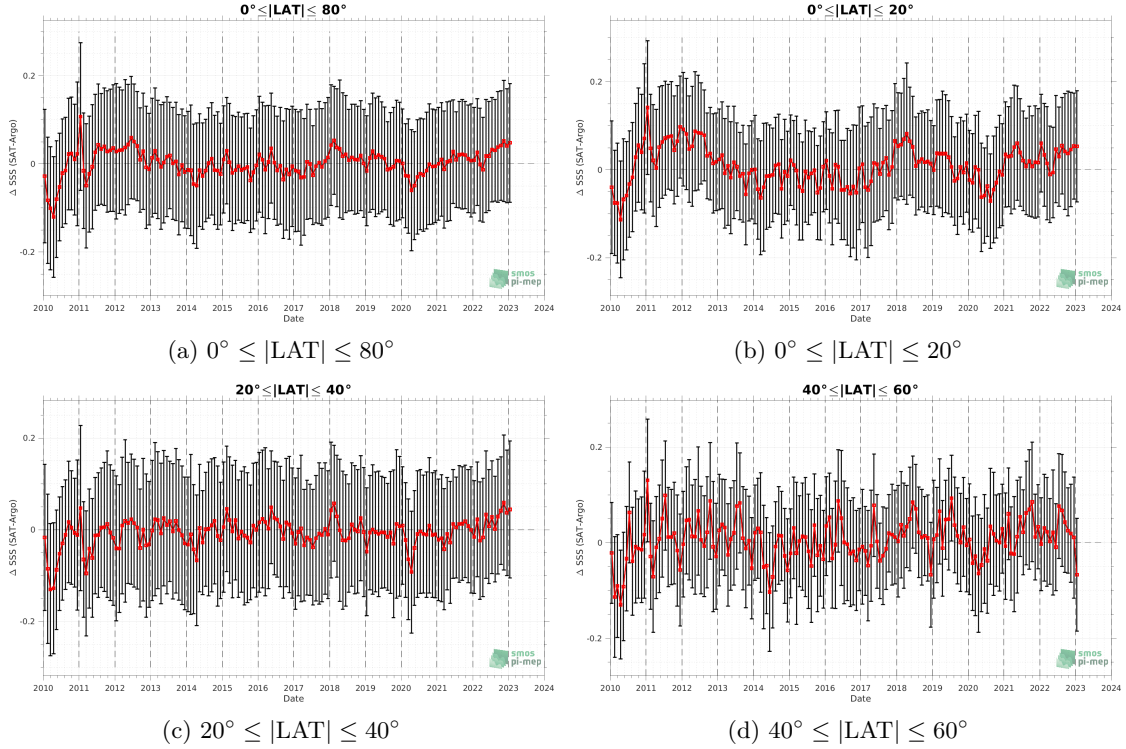 0°≤|LAT|≤ 80°
Δ SSS (SAT-Argo)
0.2
0
-0.2
2010 2011 2012 2013 2014 2015 2016 2017 2018 2019 2020 2021 2022 2023 2024
Date
smos
pi-mep
(a) 0° ≤ |LAT| ≤ 80°
0°≤|LAT|≤ 20°
Δ SSS (SAT-Argo)
0.2
0
-0.2
2010 2011 2012 2013 2014 2015 2016 2017 2018 2019 2020 2021 2022 2023 2024
Date
smos
pi-mep
(b) 0° ≤ |LAT| ≤ 20°
20°≤|LAT|≤ 40°
Δ SSS (SAT-Argo)
0.2
0
-0.2
2010 2011 2012 2013 2014 2015 2016 2017 2018 2019 2020 2021 2022 2023 2024
Date
smos
pi-mep
(c) 20° ≤ |LAT| ≤ 40°
40°≤|LAT|≤ 60°
Δ SSS (SAT-Argo)
0.2
0
-0.2
2010 2011 2012 2013 2014 2015 2016 2017 2018 2019 2020 2021 2022 2023 2024
Date
smos
pi-mep
(d) 40° ≤ |LAT| ≤ 60°